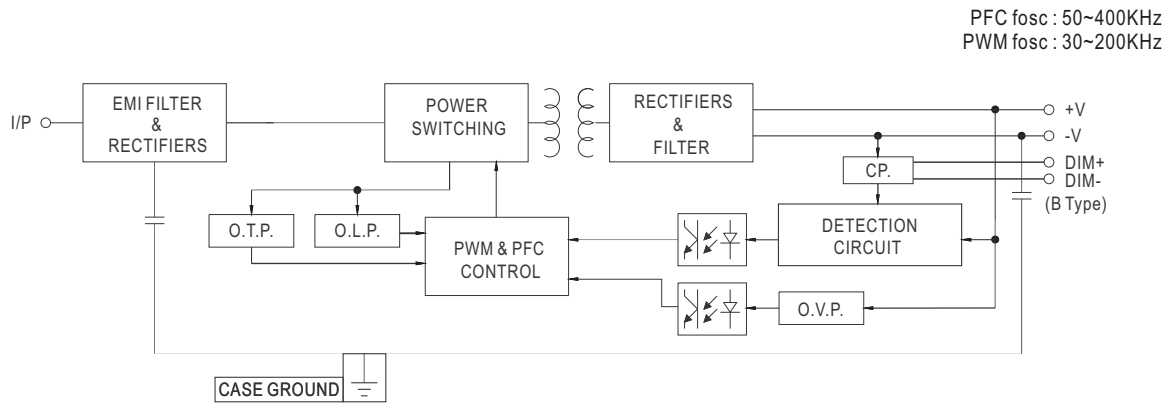 PFC fosc : 50~400KHz
PWM fosc : 30~200KHz
I/P
EMI FILTER
&
RECTIFIERS
POWER
SWITCHING
RECTIFIERS
&
FILTER
+V
-V
DIM+
DIM-
(B Type)
CP.
O.T.P.
O.L.P.
PWM & PFC
CONTROL
DETECTION
CIRCUIT
O.V.P.
CASE GROUND